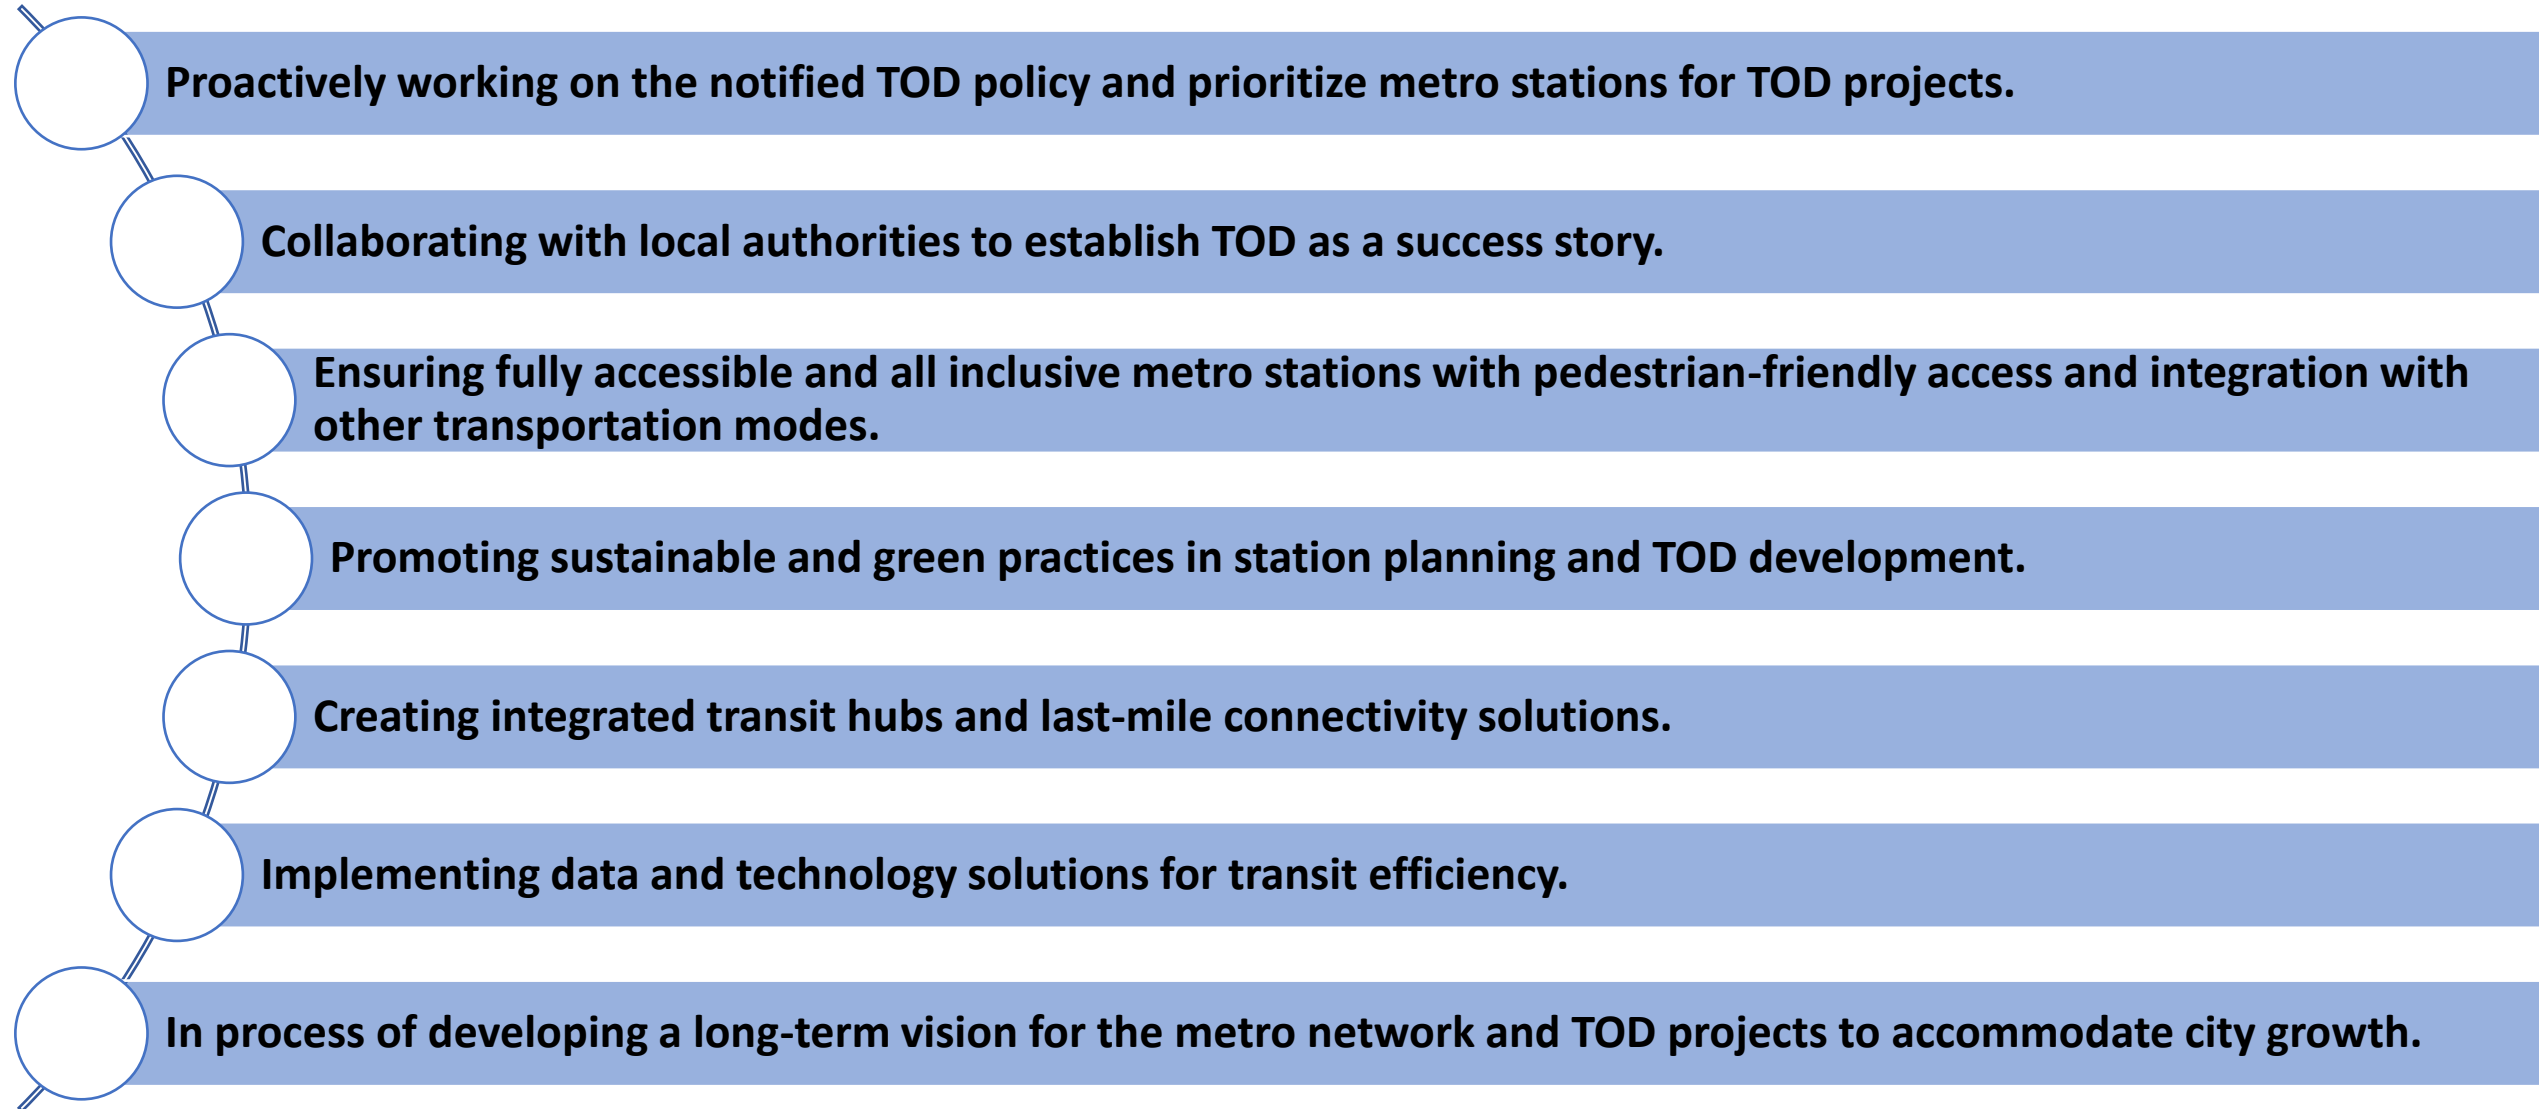 Proactively working on the notified TOD policy and prioritize metro stations for TOD projects.
Collaborating with local authorities to establish TOD as a success story.
Ensuring fully accessible and all inclusive metro stations with pedestrian-friendly access and integration with
other transportation modes.
Promoting sustainable and green practices in station planning and TOD development.
Creating integrated transit hubs and last-mile connectivity solutions.
Implementing data and technology solutions for transit efficiency.
In process of developing a long-term vision for the metro network and TOD projects to accommodate city growth.